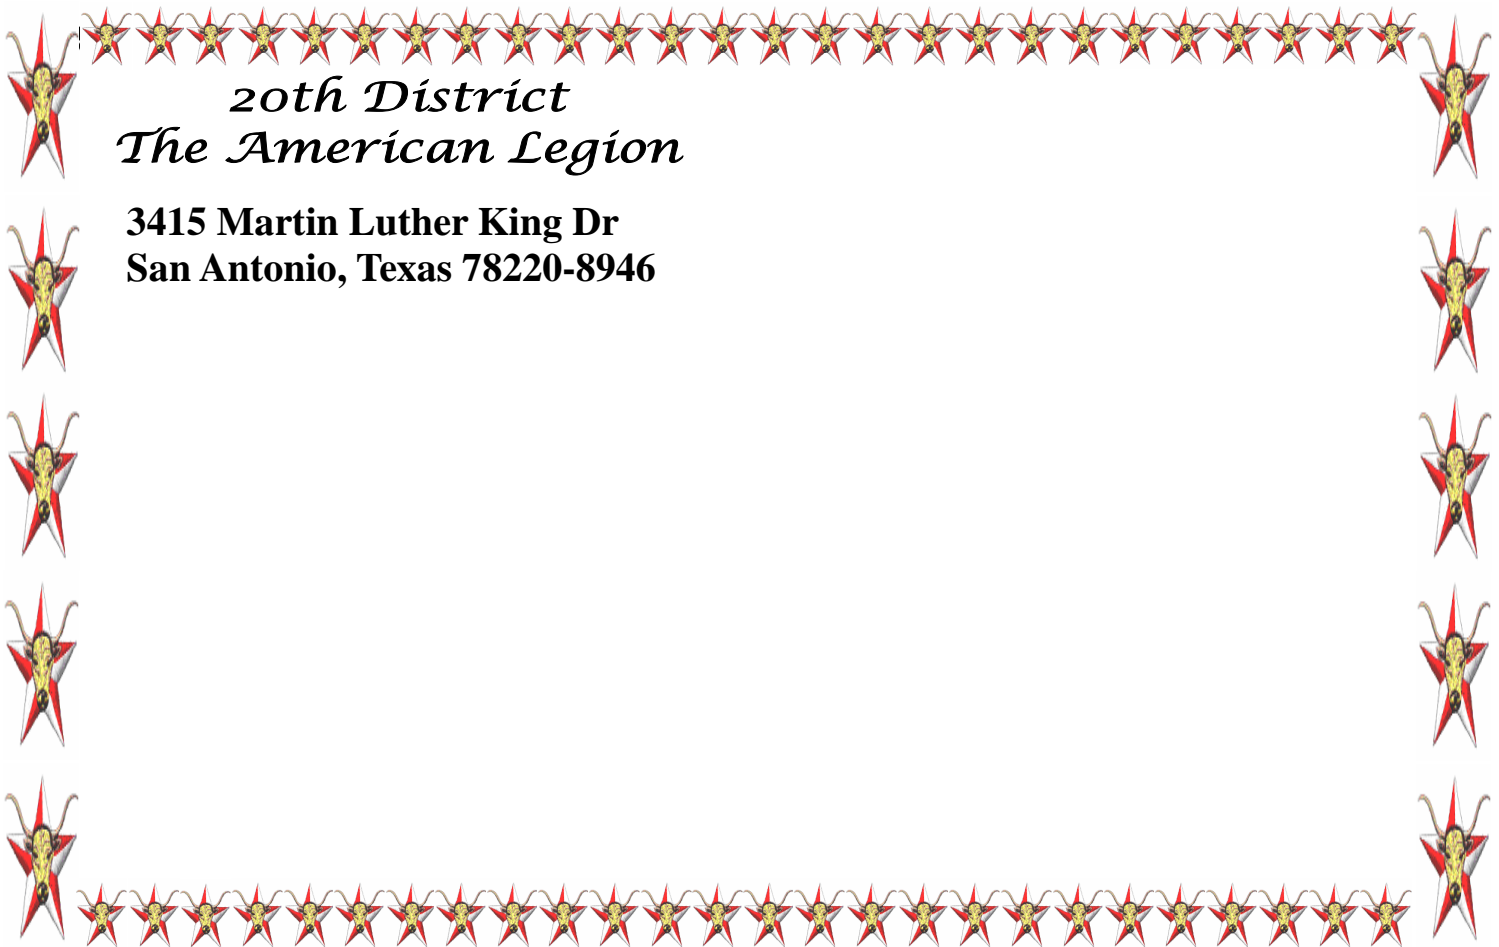 20th District
The American Legion
3415 Martin Luther King Dr
San Antonio, Texas 78220-8946